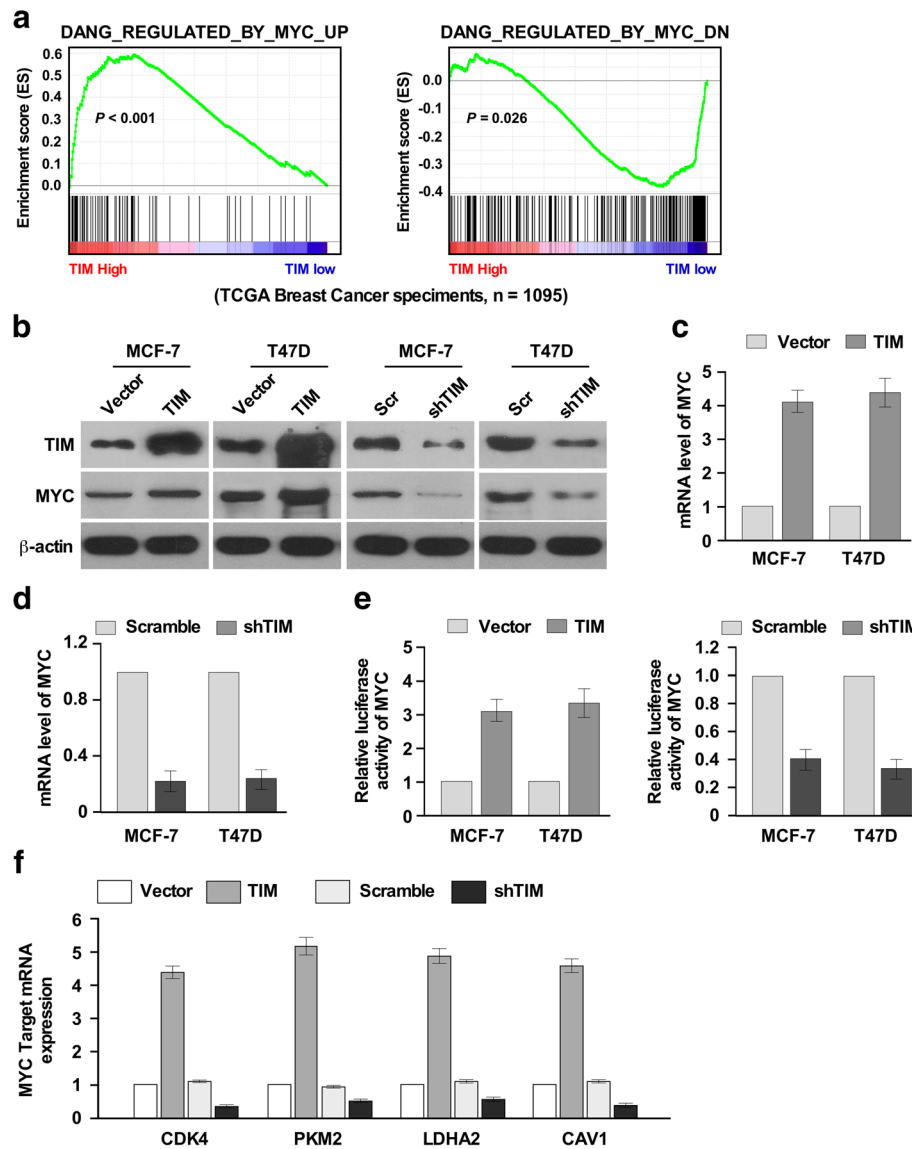 a
DANG_REGULATED_BY_MYC_UP
Enrichment score (ES)
0.6
0.5
0.4
0.3
0.2
0.1
0.0
P < 0.001
TIM High
TIM low
DANG_REGULATED_BY_MYC_DN
Enrichment score (ES)
0.0
-0.1
-0.2
-0.3
-0.4
P = 0.026
TIM High
TIM low
(TCGA Breast Cancer speciments, n = 1095)
b
MCF-7
T47D
MCF-7
T47D
Vector
TIM
Vector
TIM
Scr
shTIM
Scr
shTIM
TIM
MYC
β-actin
c
Vector
TIM
mRNA level of MYC
5
4
3
2
1
0
MCF-7
T47D
d
Scramble
shTIM
mRNA level of MYC
1.2
0.8
0.4
0
MCF-7
T47D
e
Vector
TIM
Relative luciferase
activity of MYC
5
4
3
2
1
0
MCF-7
T47D
Scramble
shTIM
Relative luciferase
activity of MYC
1.2
1.0
0.8
0.6
0.4
0.2
0
MCF-7
T47D
f
Vector
TIM
Scramble
shTIM
MYC Target mRNA
expression
6
5
4
3
2
1
0
CDK4
PKM2
LDHA2
CAV1